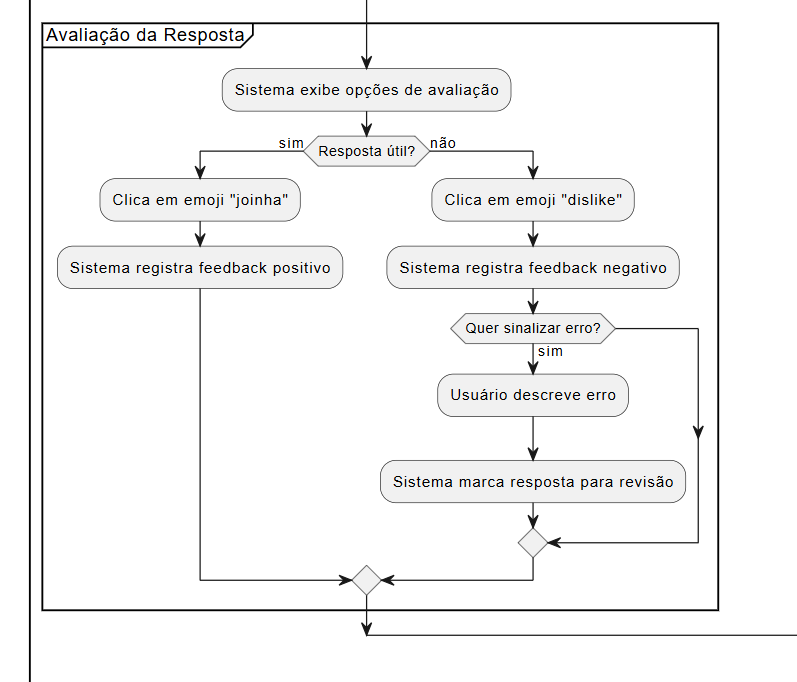 Avaliação da Resposta
Sistema exibe opções de avaliação
sim
Resposta útil?
não
Clica em emoji "joinha"
Clica em emoji "dislike"
Sistema registra feedback positivo
Sistema registra feedback negativo
Quer sinalizar erro?
sim
Usuário descreve erro
Sistema marca resposta para revisão